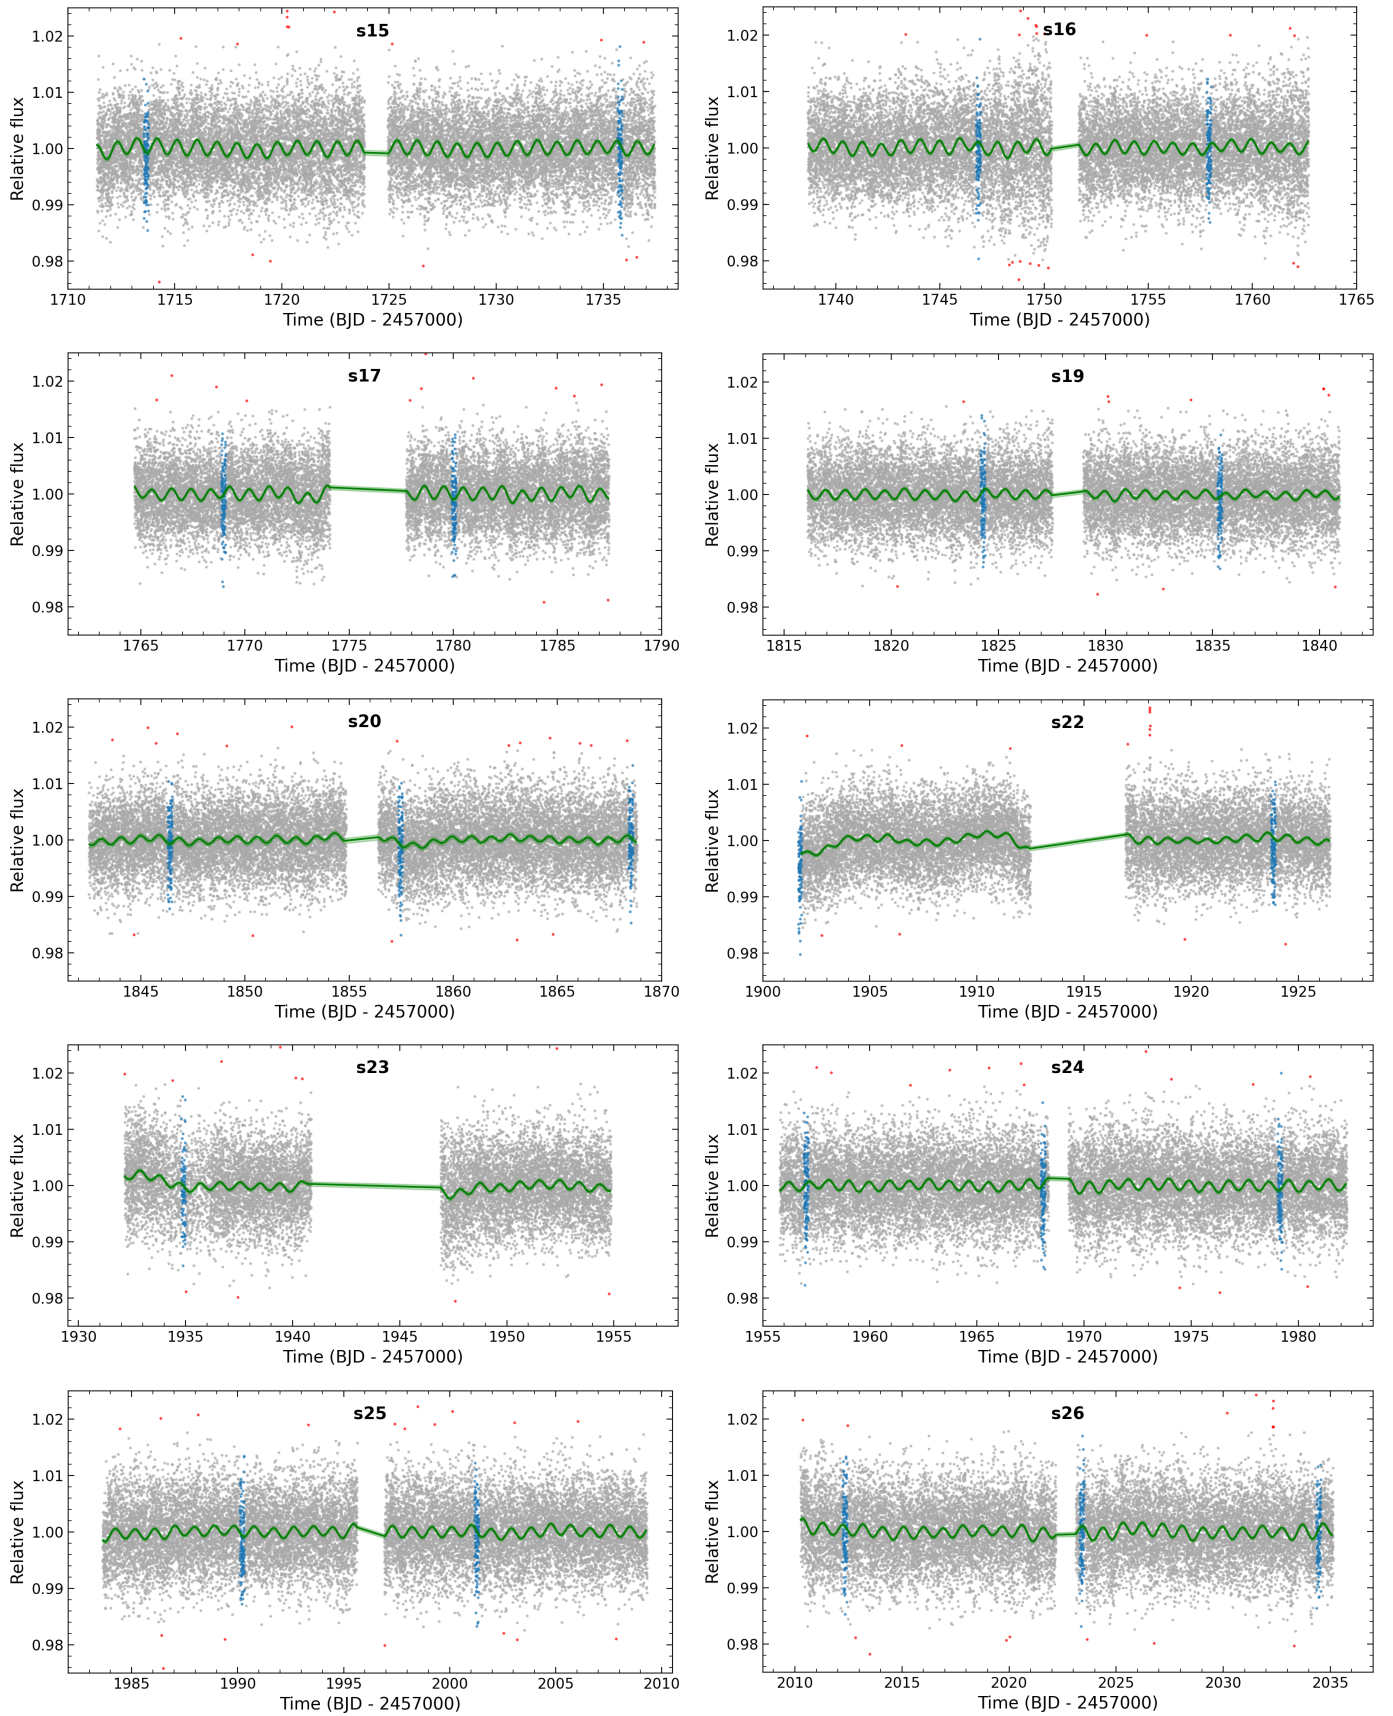 s15
Relative flux
1.02
1.01
1.00
0.99
0.98
1710 1715 1720 1725 1730 1735
Time (BJD - 2457000)
s16
Relative flux
1.02
1.01
1.00
0.99
0.98
1740 1745 1750 1755 1760 1765
Time (BJD - 2457000)
s17
Relative flux
1.02
1.01
1.00
0.99
0.98
1765 1770 1775 1780 1785 1790
Time (BJD - 2457000)
s19
Relative flux
1.02
1.01
1.00
0.99
0.98
1815 1820 1825 1830 1835 1840
Time (BJD - 2457000)
s20
Relative flux
1.02
1.01
1.00
0.99
0.98
1845 1850 1855 1860 1865 1870
Time (BJD - 2457000)
s22
Relative flux
1.02
1.01
1.00
0.99
0.98
1900 1905 1910 1915 1920 1925
Time (BJD - 2457000)
s23
Relative flux
1.02
1.01
1.00
0.99
0.98
1930 1935 1940 1945 1950 1955
Time (BJD - 2457000)
s24
Relative flux
1.02
1.01
1.00
0.99
0.98
1955 1960 1965 1970 1975 1980
Time (BJD - 2457000)
s25
Relative flux
1.02
1.01
1.00
0.99
0.98
1985 1990 1995 2000 2005 2010
Time (BJD - 2457000)
s26
Relative flux
1.02
1.01
1.00
0.99
0.98
2010 2015 2020 2025 2030 2035
Time (BJD - 2457000)